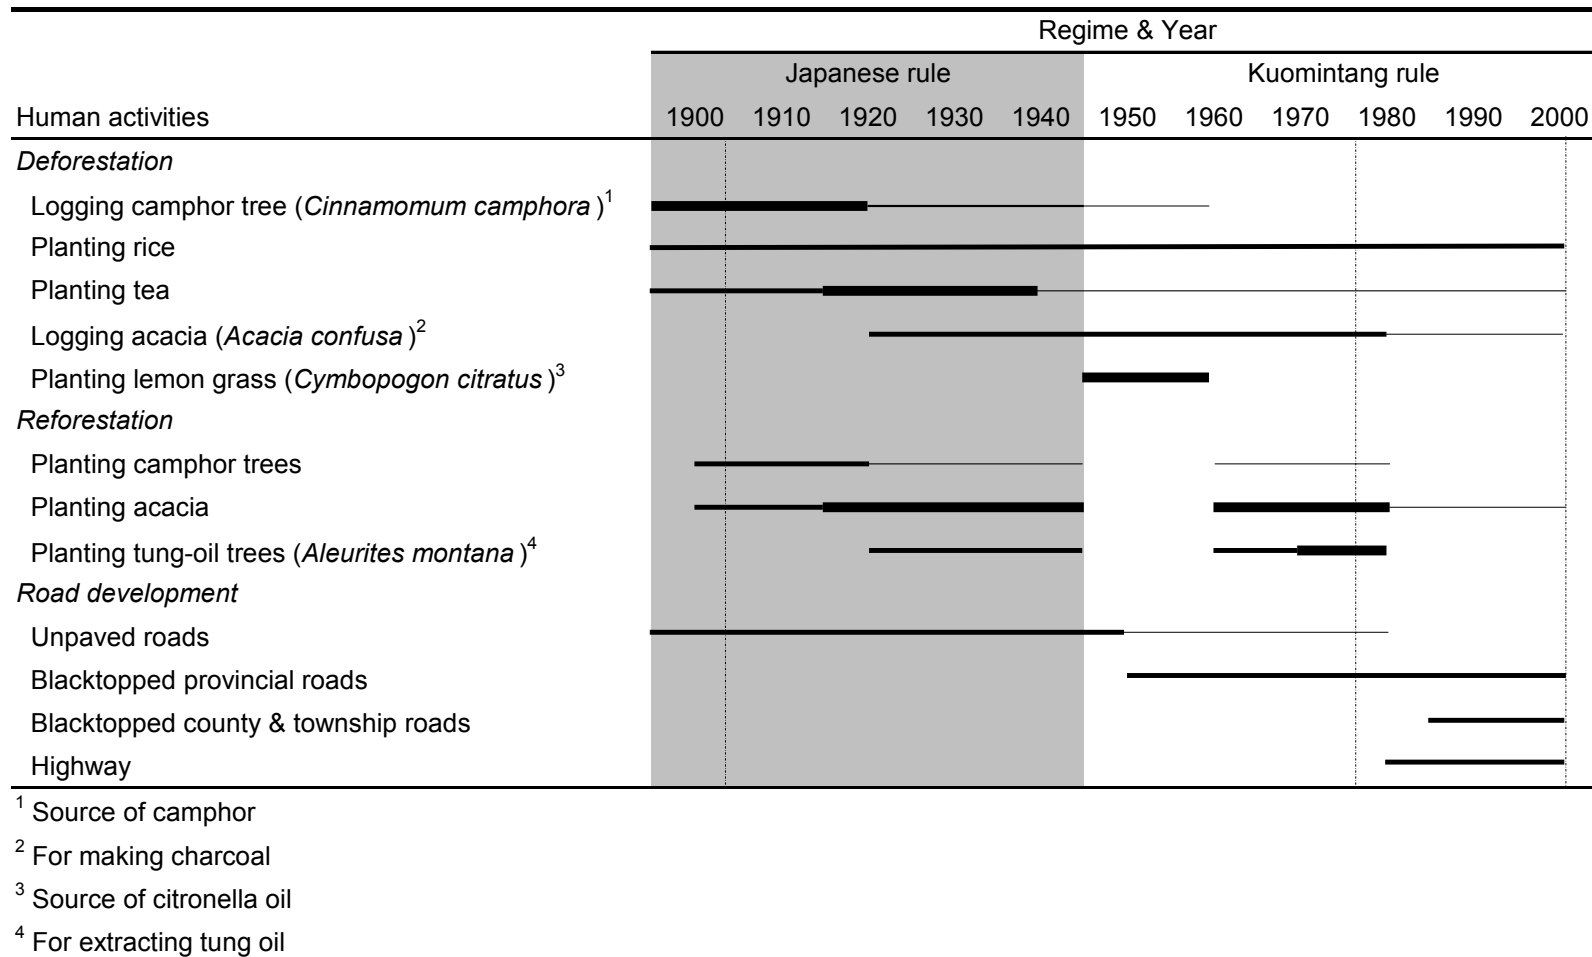 Regime & Year
Japanese rule Kuomintang rule
Human activities 1900 1910 1920 1930 1940 1950 1960 1970 1980 1990 2000
Deforestation
Logging camphor tree (Cinnamomum camphora)1
Planting rice
Planting tea
Logging acacia (Acacia confusa)2
Planting lemon grass (Cymbopogon citratus)3
Reforestation
Planting camphor trees
Planting acacia
Planting tung-oil trees (Aleurites montana)4
Road development
Unpaved roads
Blacktopped provincial roads
Blacktopped county & township roads
Highway
1 Source of camphor
2 For making charcoal
3 Source of citronella oil
4 For extracting tung oil